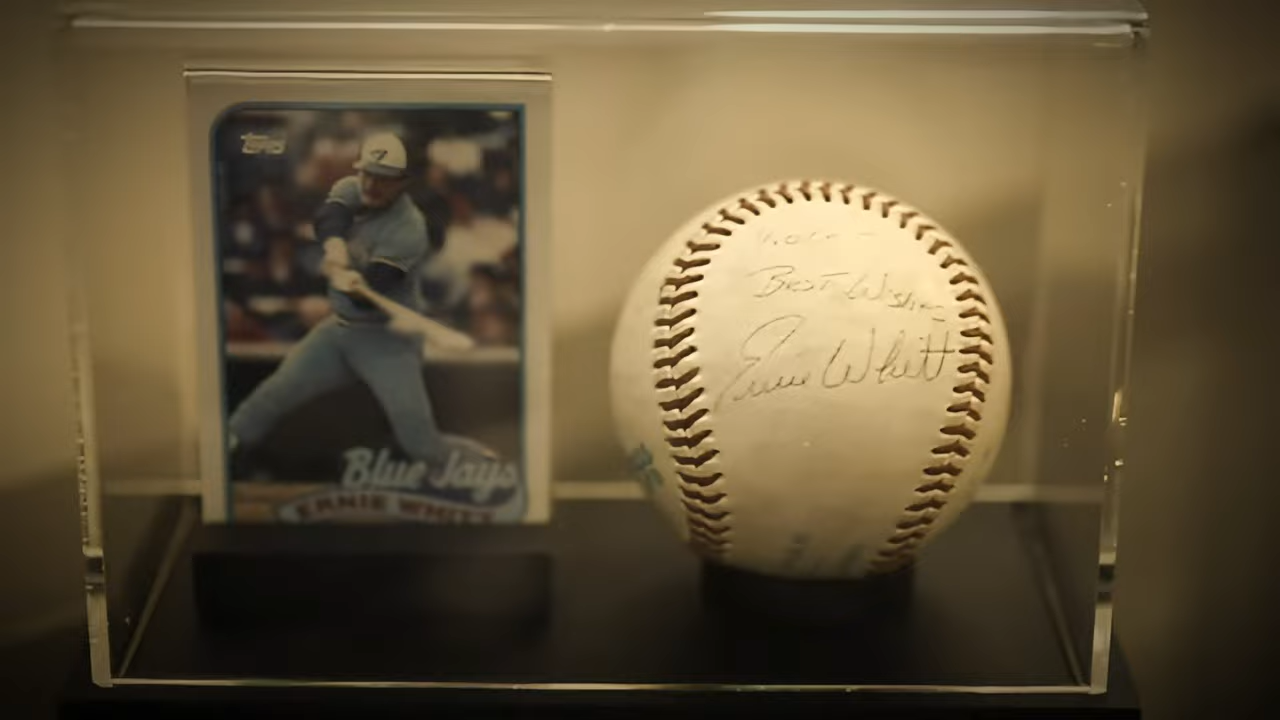 Topps
Blue Jays
ERNIE WHITT
Best Wishes
Ernie Whitt